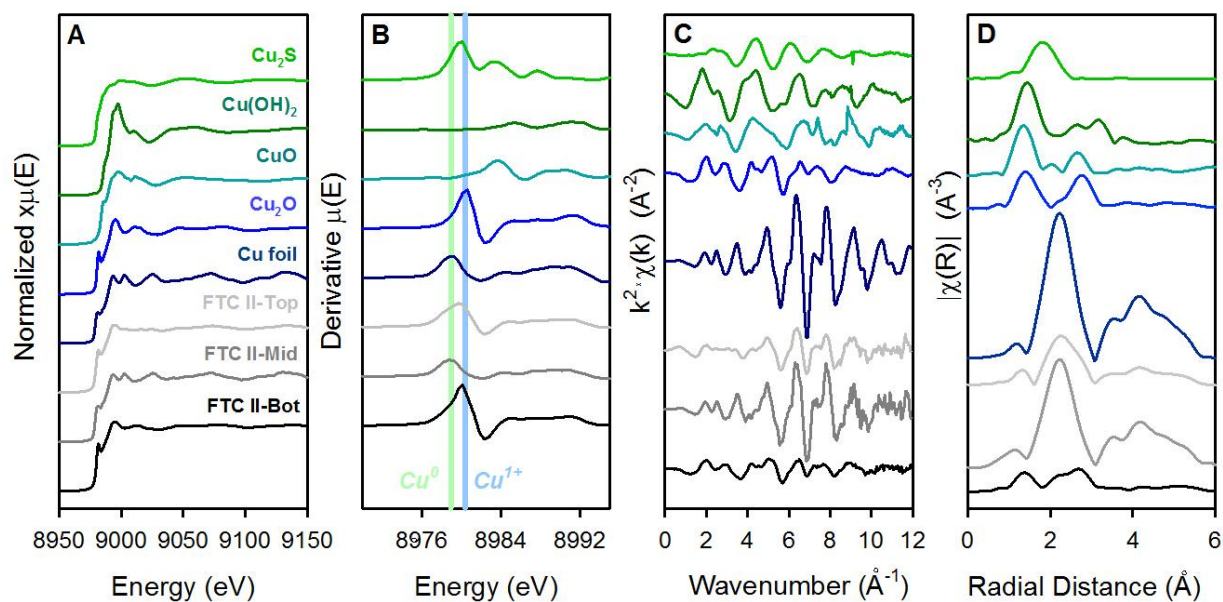 A
B
C
D
Cu₂S
Cu(OH)₂
CuO
Cu₂O
Cu foil
FTC II-Top
FTC II-Mid
FTC II-Bot
Normalized xμ(E)
Derivative μ(E)
k²*χ(k) (A⁻²)
|χ(R)| (A⁻³)
Cu⁰
Cu¹⁺
8950 9000 9050 9100 9150
8976 8984 8992
0 2 4 6 8 10 12
0 2 4 6
Energy (eV)
Energy (eV)
Wavenumber (Å⁻¹)
Radial Distance (Å)